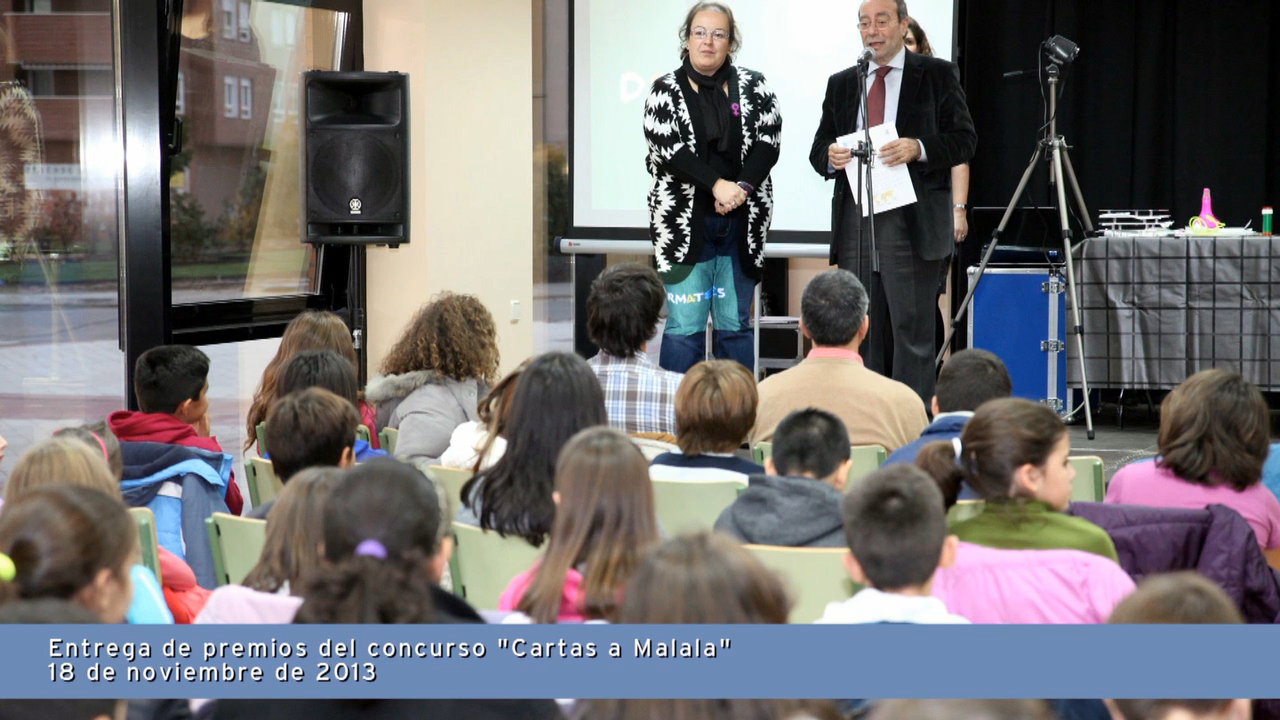 Entrega de premios del concurso "Cartas a Malala"
18 de noviembre de 2013